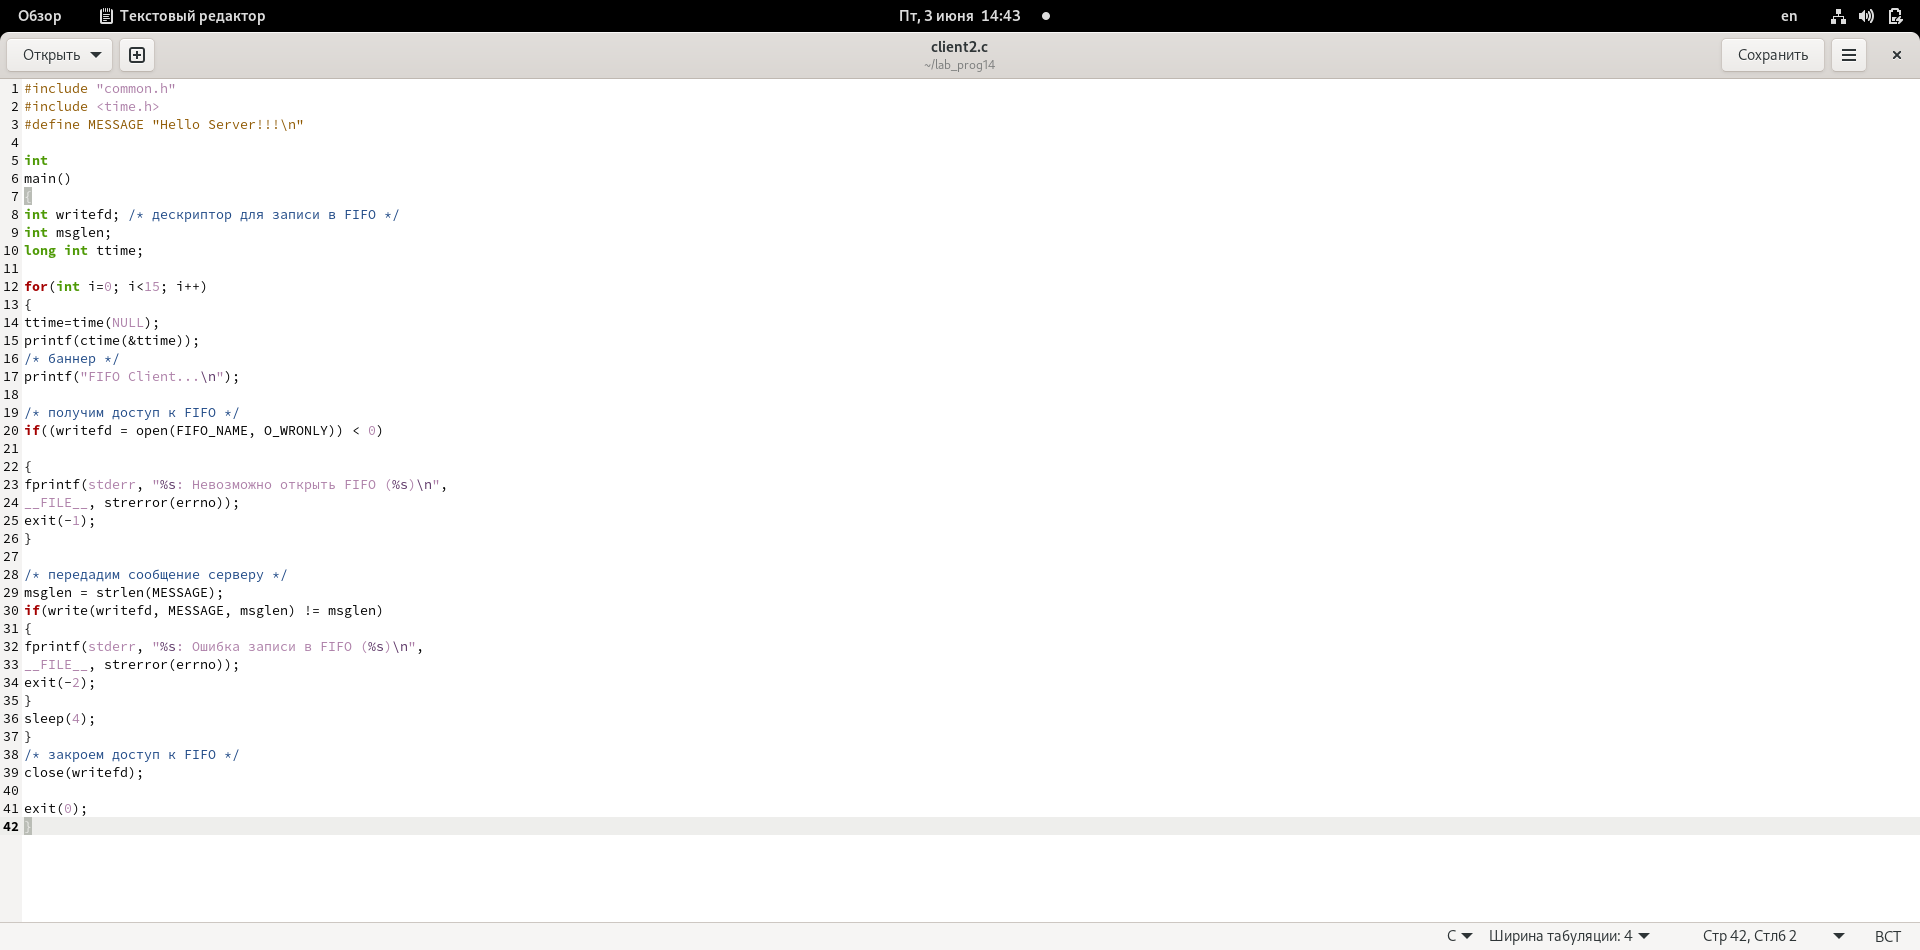 Обзор Текстовый редактор Пт, 3 июня 14:43 en
Открыть client2.c Сохранить
~/lab_prog14
1 #include "common.h"
2 #include <time.h>
3 #define MESSAGE "Hello Server!!!\n"
4
5 int
6 main()
7 {
8 int writefd; /* дескриптор для записи в FIFO */
9 int msglen;
10 long int ttime;
11
12 for(int i=0; i<15; i++)
13 {
14 ttime=time(NULL);
15 printf(ctime(&ttime));
16 /* баннер */
17 printf("FIFO Client...\n");
18
19 /* получим доступ к FIFO */
20 if((writefd = open(FIFO_NAME, O_WRONLY)) < 0)
21
22 {
23 fprintf(stderr, "%s: Невозможно открыть FIFO (%s)\n",
24 __FILE__, strerror(errno));
25 exit(-1);
26 }
27
28 /* передадим сообщение серверу */
29 msglen = strlen(MESSAGE);
30 if(write(writefd, MESSAGE, msglen) != msglen)
31 {
32 fprintf(stderr, "%s: Ошибка записи в FIFO (%s)\n",
33 __FILE__, strerror(errno));
34 exit(-2);
35 }
36 sleep(4);
37 }
38 /* закроем доступ к FIFO */
39 close(writefd);
40
41 exit(0);
42 }
C Ширина табуляции: 4 Стр 42, Стлб 2 ВСТ